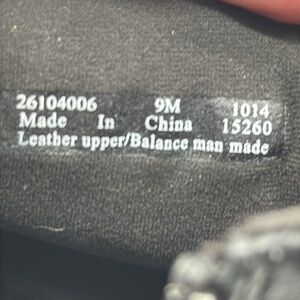 26104006 9M 1014
Made In China 15260
Leather upper/Balance man made